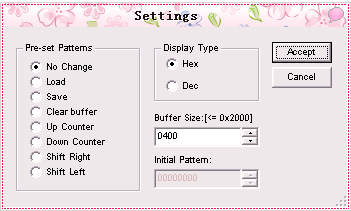 Settings
Pre-set Patterns
No Change
Load
Save
Clear buffer
Up Counter
Down Counter
Shift Right
Shift Left
Display Type
Hex
Dec
Buffer Size:[<= 0x2000]
0400
Initial Pattern:
00000000
Accept
Cancel